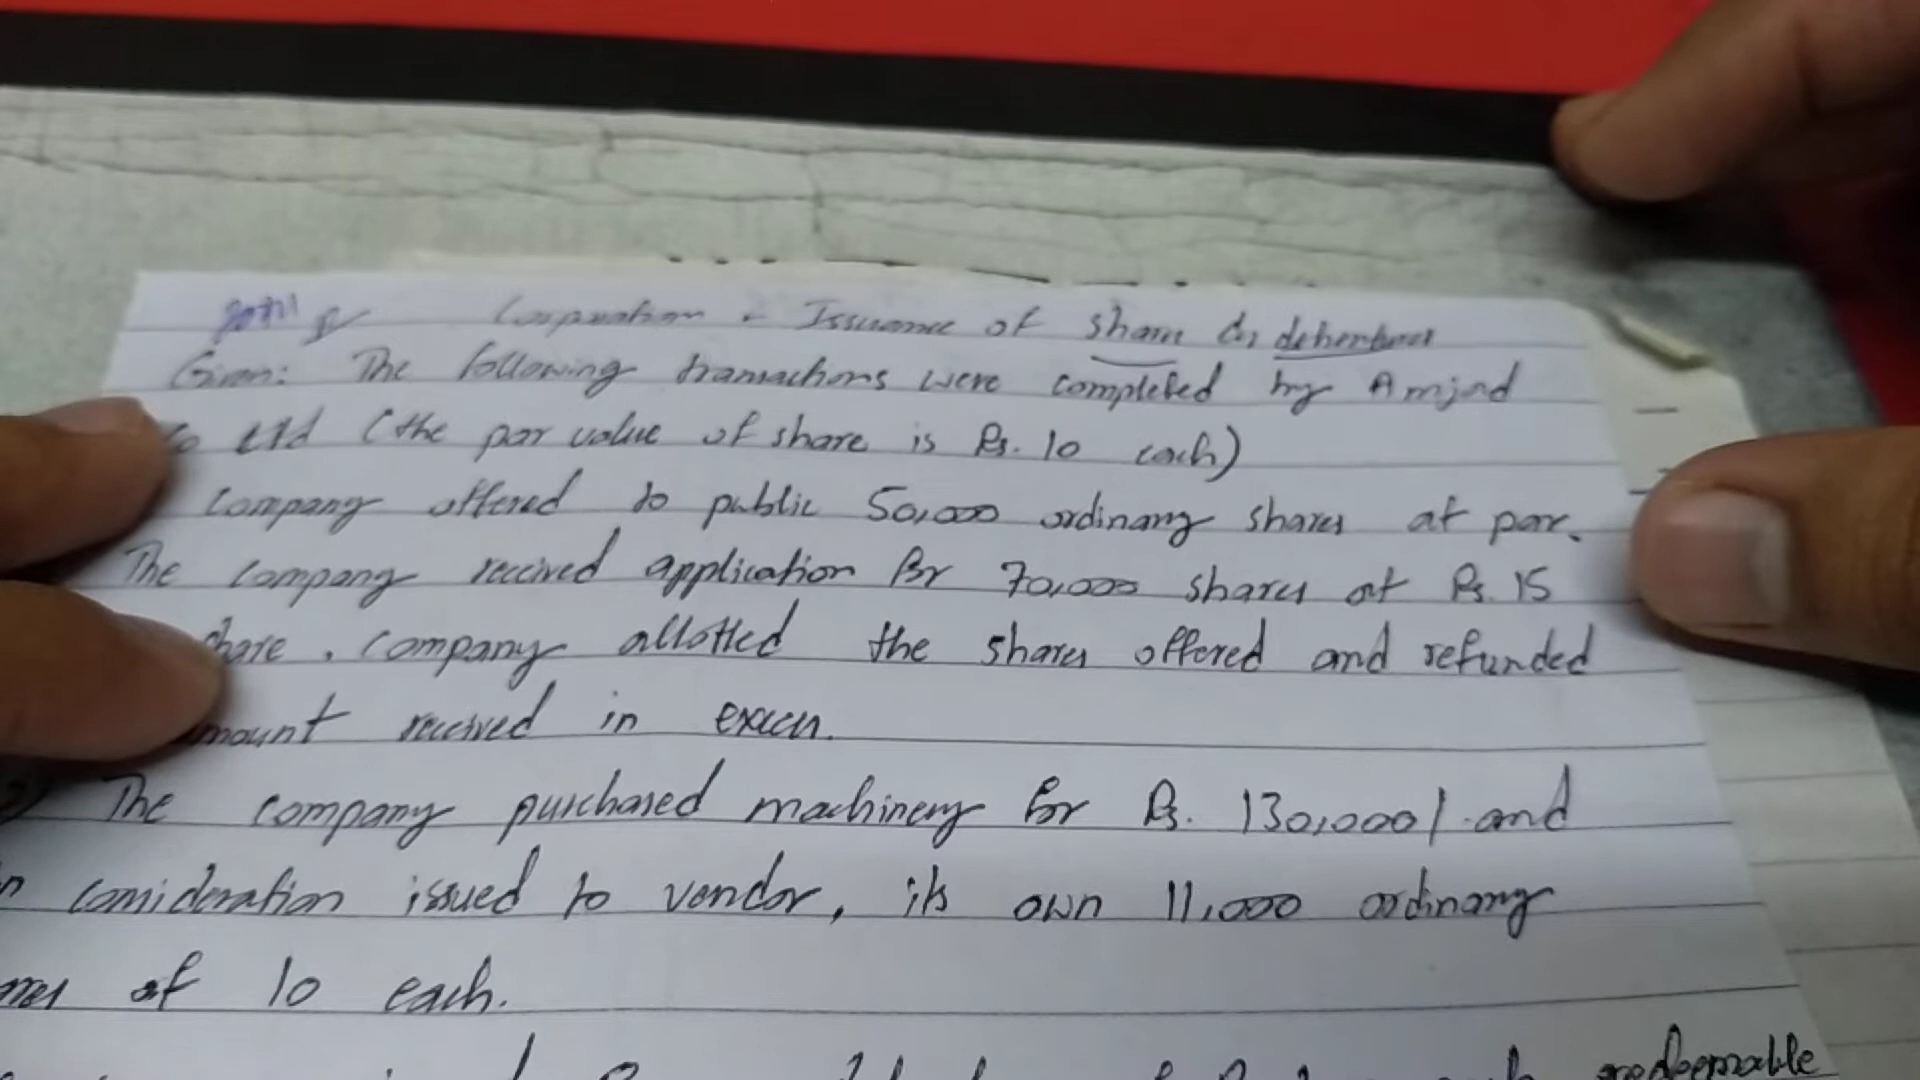 Corporation - Issuance of share & debentures
Given: The following transactions were completed by Amjad
Co Ltd (the par value of share is Rs. 10 each)
Company offered to public 50,000 ordinary shares at par.
The company received application for 70,000 shares at Rs. 15
share. Company allotted the shares offered and refunded
amount received in excess.
The company purchased machinery for Rs. 130,000/ and
in consideration issued to vendor, its own 11,000 ordinary
of 10 each.
redeemable